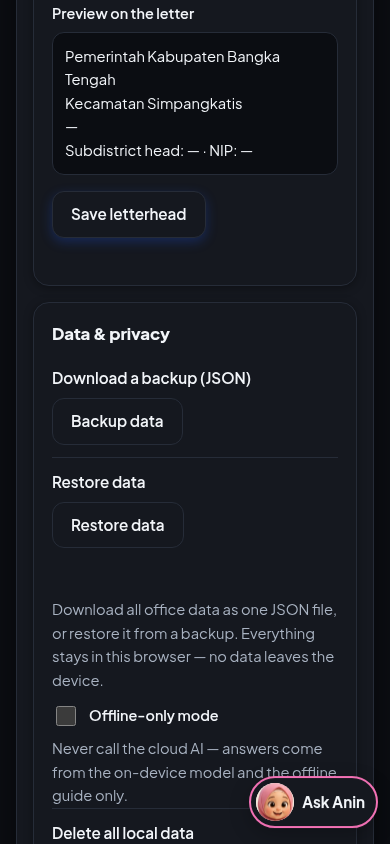 Preview on the letter
Pemerintah Kabupaten Bangka
Tengah
Kecamatan Simpangkatis
—
Subdistrict head: — · NIP: —
Save letterhead
Data & privacy
Download a backup (JSON)
Backup data
Restore data
Restore data
Download all office data as one JSON file,
or restore it from a backup. Everything
stays in this browser — no data leaves the
device.
Offline-only mode
Never call the cloud AI — answers come
from the on-device model and the offline
guide only.
Ask Anin
Delete all local data